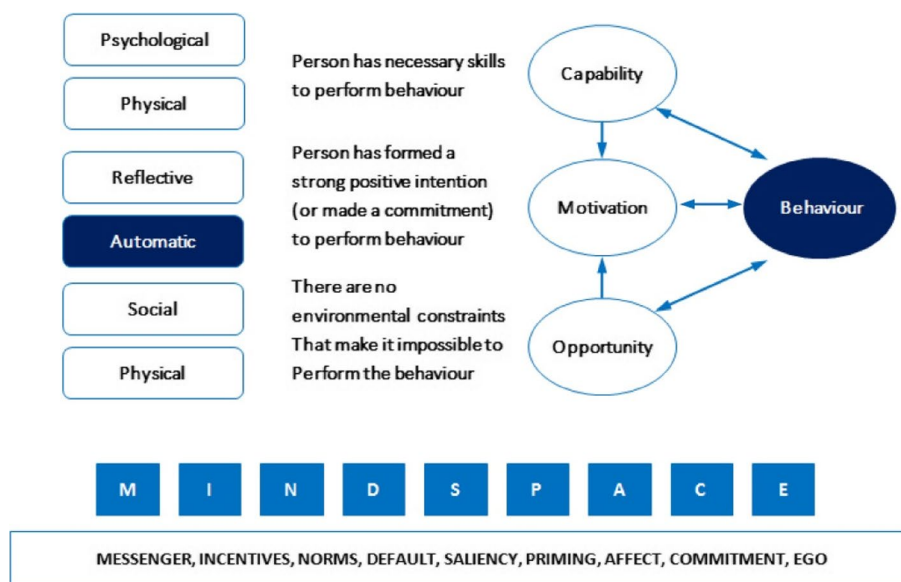 Psychological
Physical
Reflective
Automatic
Social
Physical
Person has necessary skills
to perform behaviour
Person has formed a
strong positive intention
(or made a commitment)
to perform behaviour
There are no
environmental constraints
That make it impossible to
Perform the behaviour
Capability
Motivation
Opportunity
Behaviour
M I N D S P A C E
MESSENGER, INCENTIVES, NORMS, DEFAULT, SALIENCY, PRIMING, AFFECT, COMMITMENT, EGO